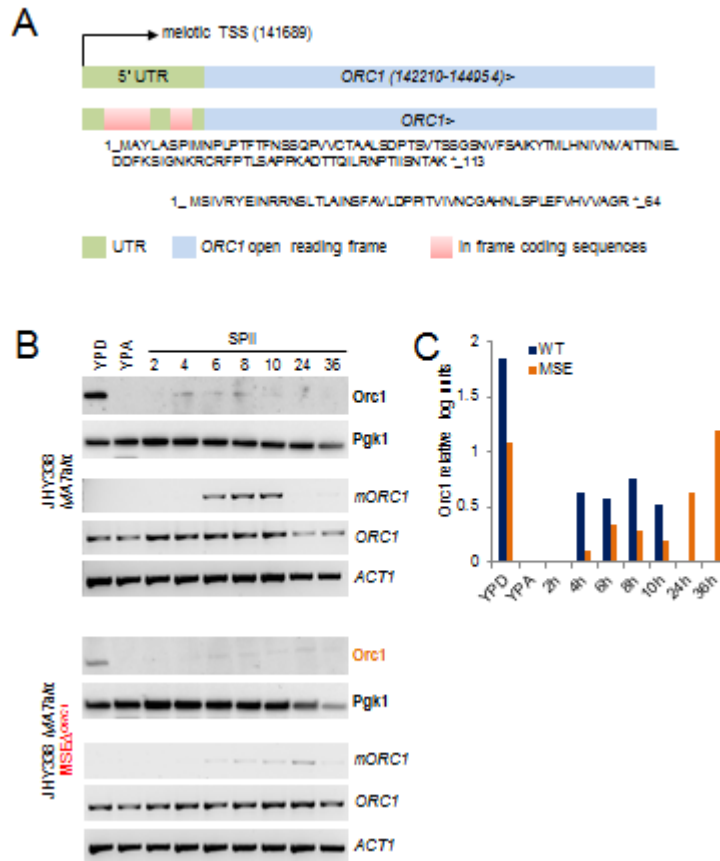 A
meiotic TSS (141689)
5' UTR
ORC1 (142210-144954)>
ORC1>
1_MAYLASPIMNPLPTFTFNSSQPVVCTAALSDPTSVTSSGSNVFSAIKYTMLHNIVNVAITTNIEL
DDFKSIGNKRCRFPTLSAPPKADTTQILRNPTIISNTAK *_113
1_ MSIVRYEINRRNSLTLAINSFAVLDPPITVIVNCGAHNLSPLEFVHVVAGR *_64
UTR
ORC1 open reading frame
In frame coding sequences
B
YPD YPA SPII
2 4 6 8 10 24 36
JHY338
MATa/α
Orc1
Pgk1
mORC1
ORC1
ACT1
JHY338 MATa/α
MSEΔORC1
Orc1
Pgk1
mORC1
ORC1
ACT1
C
WT
MSE
Orc1 relative log units
2
1.5
1
0.5
0
YPD YPA 2h 4h 6h 8h 10h 24h 36h